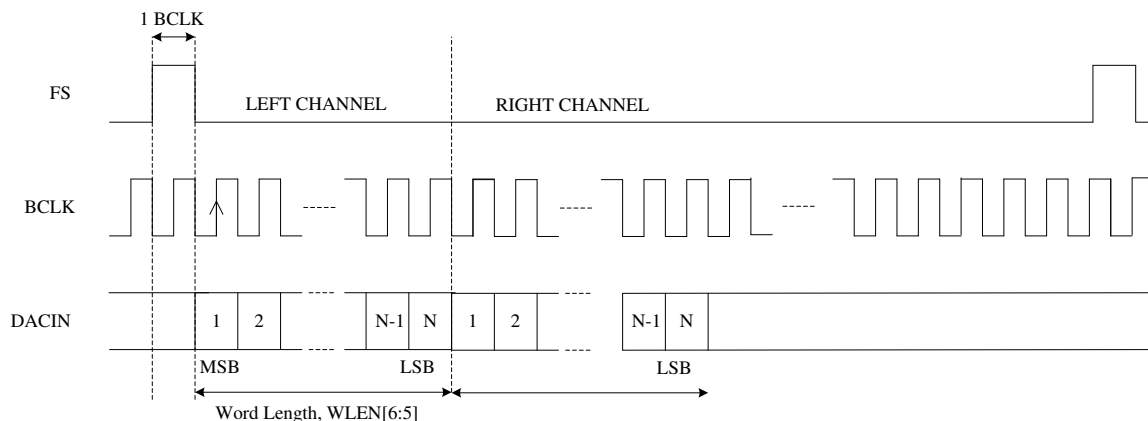 1 BCLK
FS
LEFT CHANNEL
RIGHT CHANNEL
BCLK
DACIN
1
2
N-1
N
1
2
N-1
N
MSB
LSB
LSB
Word Length, WLEN[6:5]